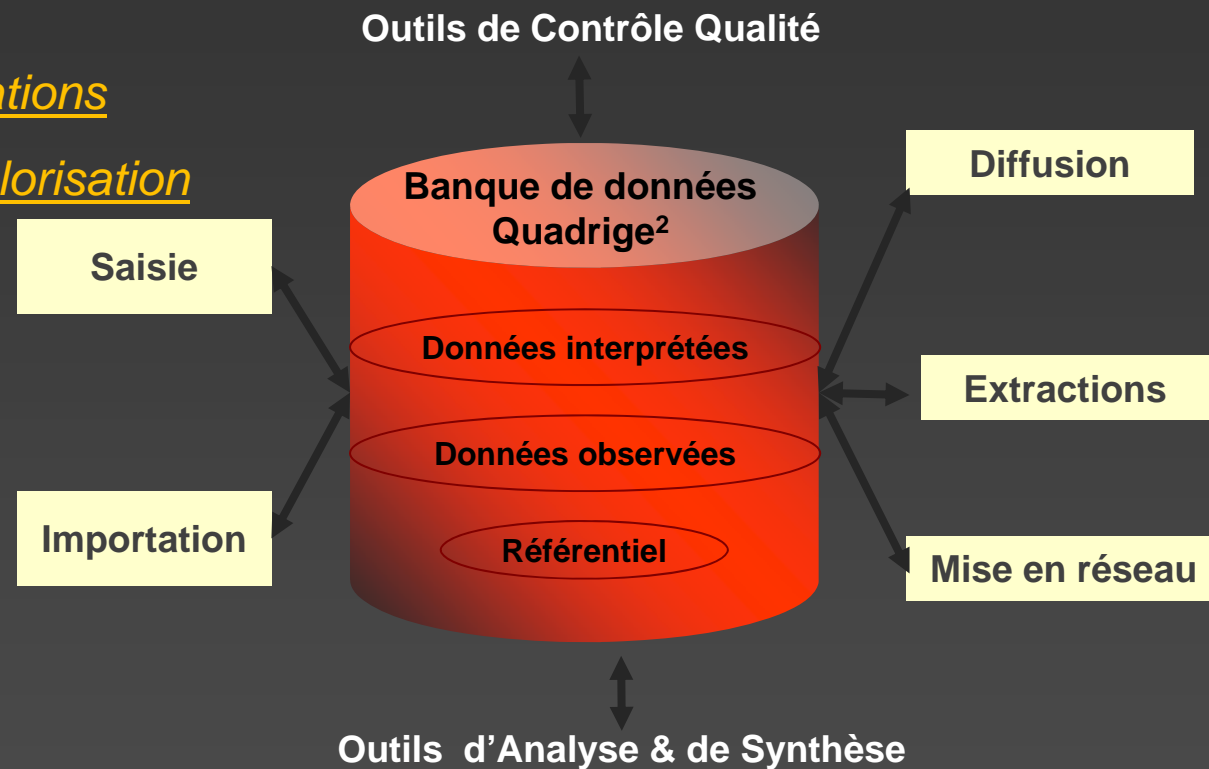 Outils de Contrôle Qualité
ations
lorisation
Banque de données
Quadrige²
Diffusion
Saisie
Données interprétées
Extractions
Données observées
Importation
Référentiel
Mise en réseau
Outils d’Analyse & de Synthèse